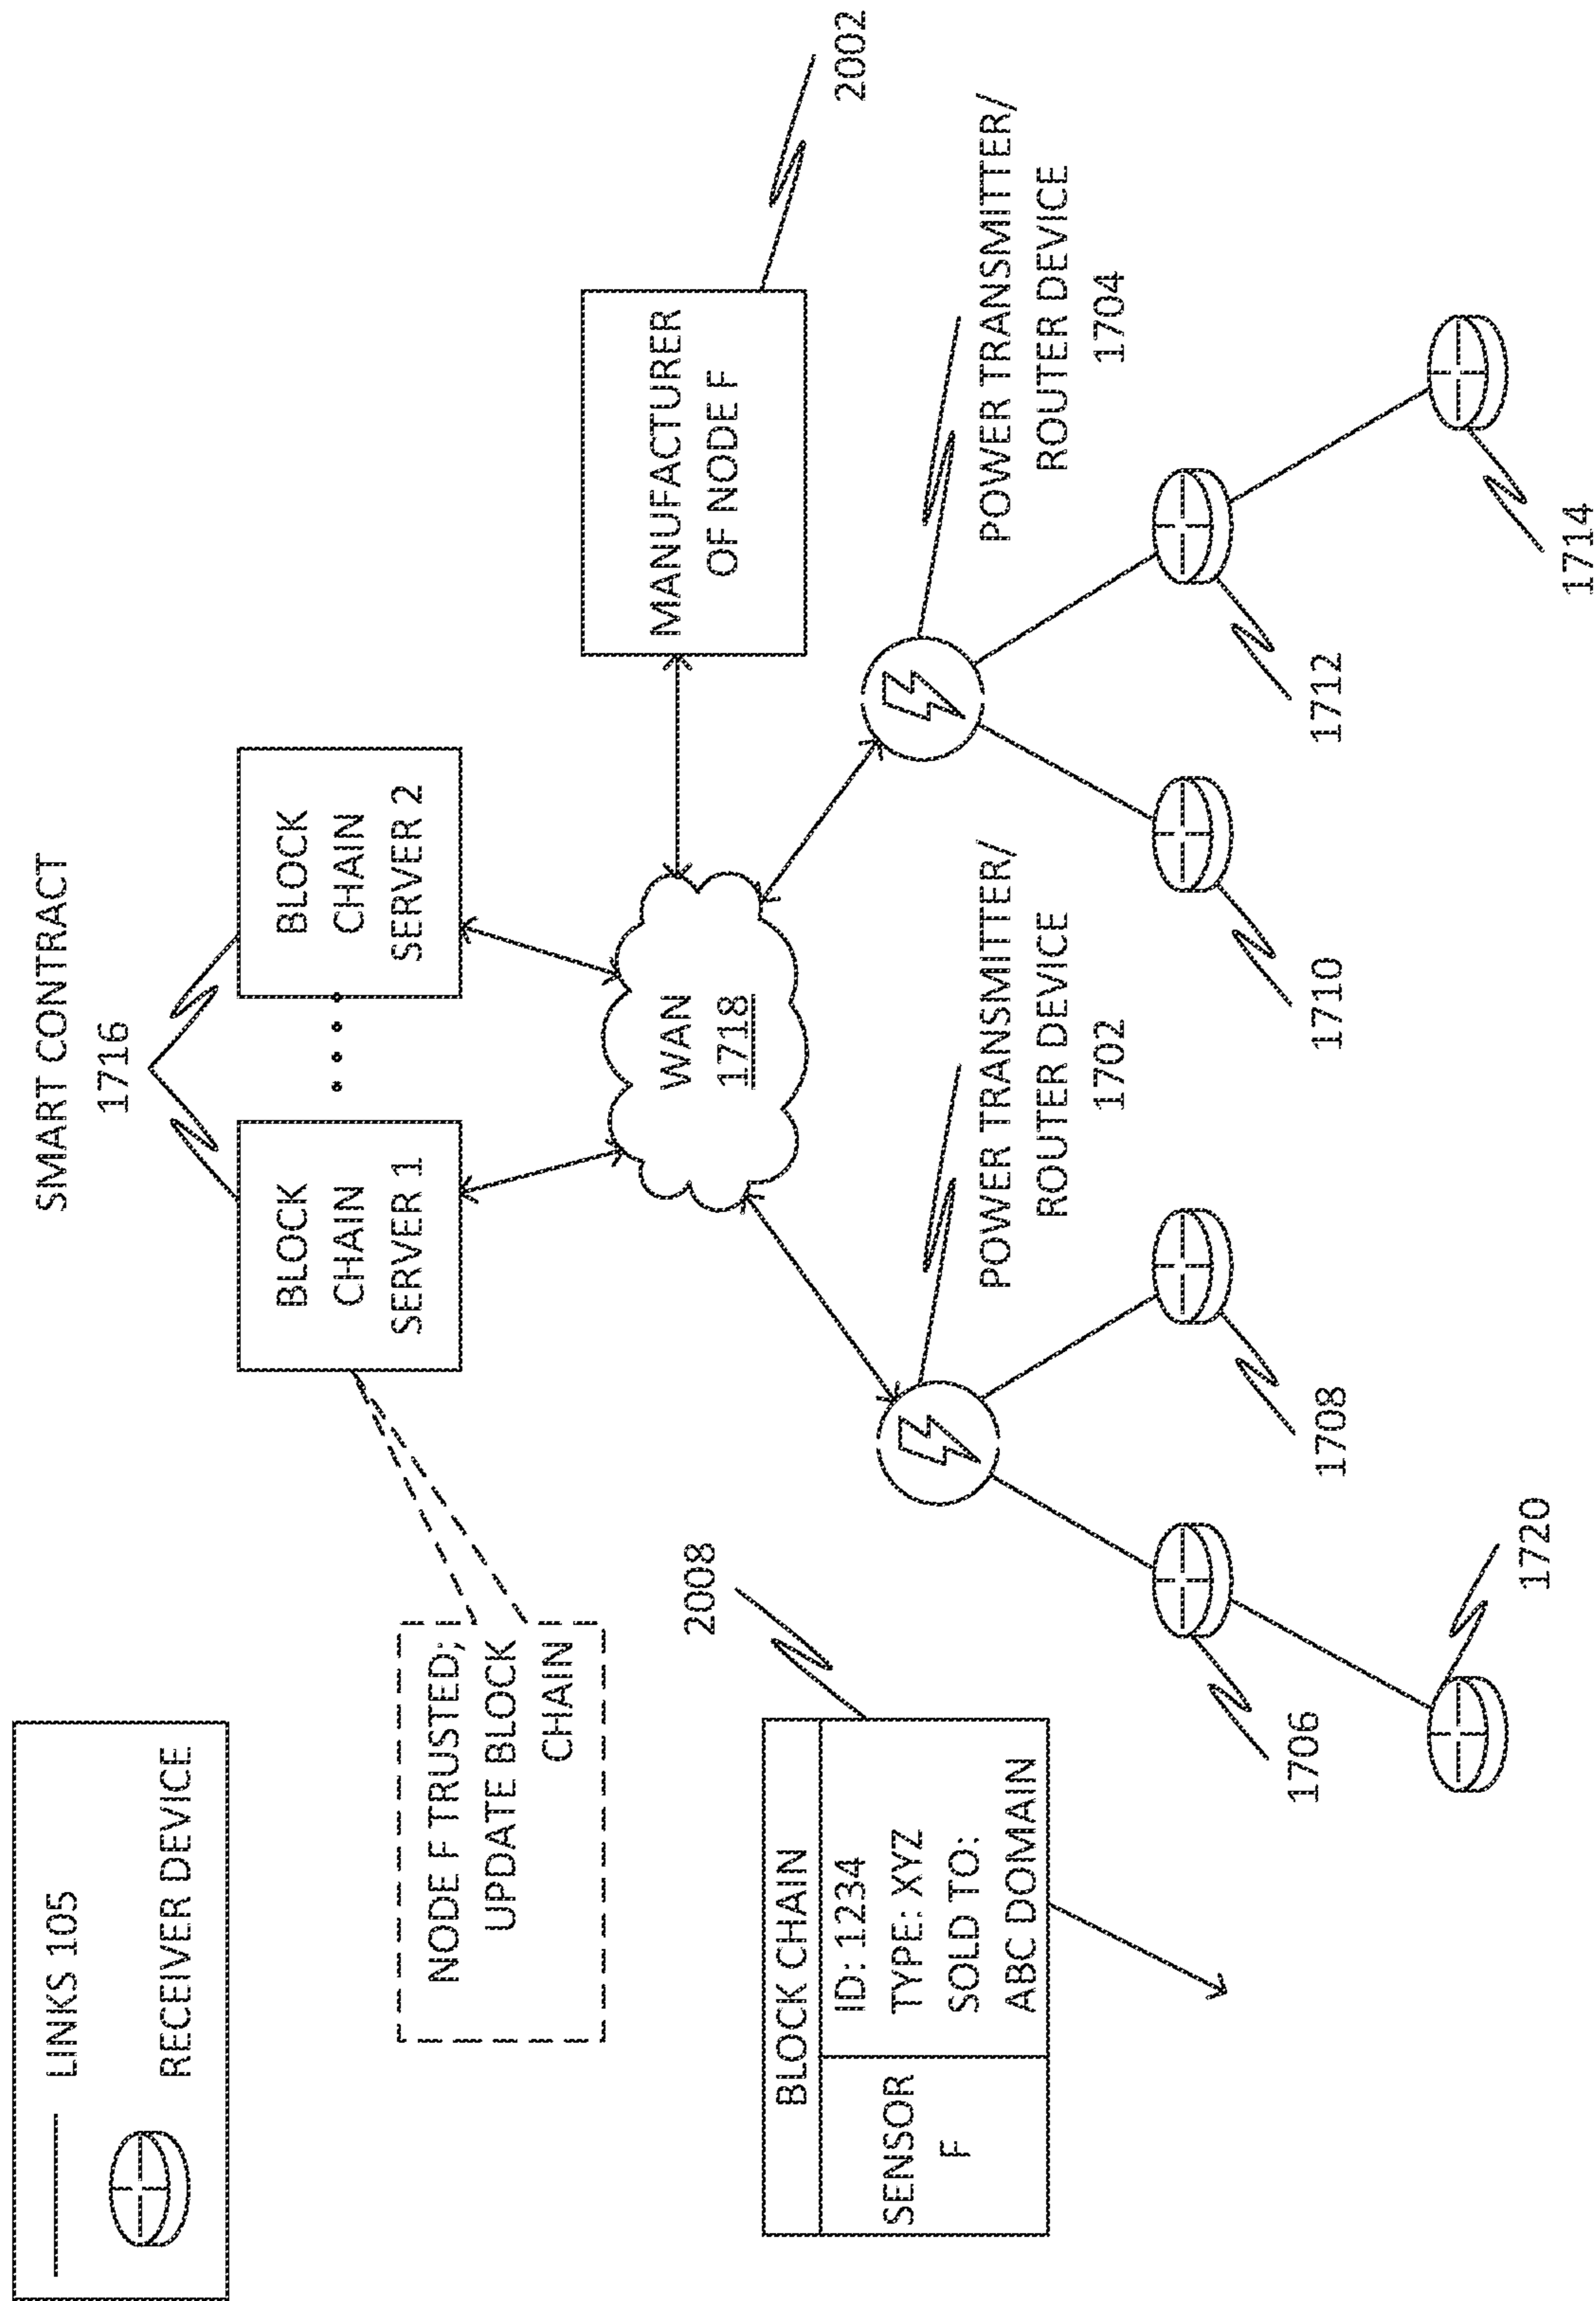 LINKS 105
RECEIVER DEVICE
SMART CONTRACT
1716
BLOCK
CHAIN
SERVER 1
BLOCK
CHAIN
SERVER 2
NODE F TRUSTED;
UPDATE BLOCK
CHAIN
WAN
1718
MANUFACTURER
OF NODE F
2002
2008
BLOCK CHAIN
SENSOR
F
ID: 1234
TYPE: XYZ
SOLD TO:
ABC DOMAIN
POWER TRANSMITTER/
ROUTER DEVICE
1702
POWER TRANSMITTER/
ROUTER DEVICE
1704
1706
1708
1710
1712
1720
1714